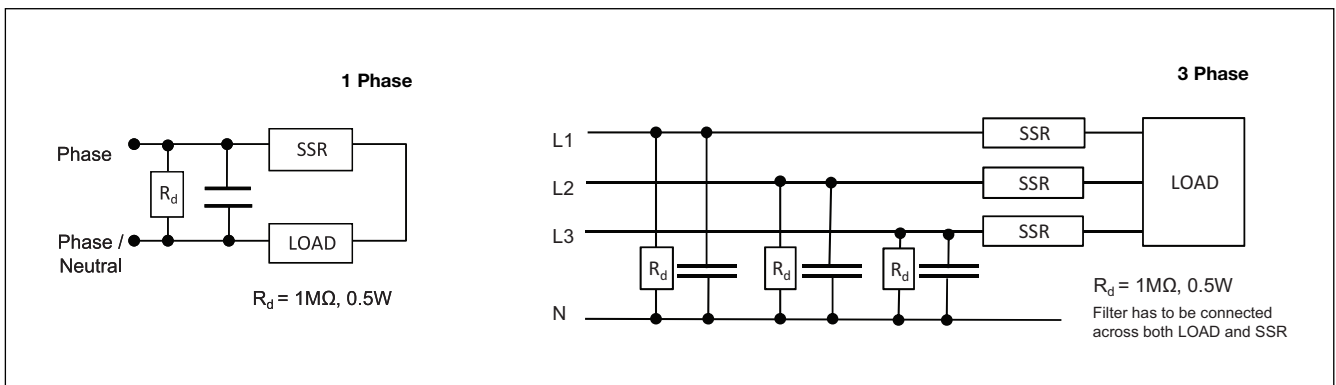 1 Phase
Phase
SSR
R_d
Phase /
Neutral
LOAD
R_d = 1MΩ, 0.5W
3 Phase
L1
SSR
L2
SSR
LOAD
L3
SSR
R_d
R_d
R_d
N
R_d = 1MΩ, 0.5W
Filter has to be connected
across both LOAD and SSR